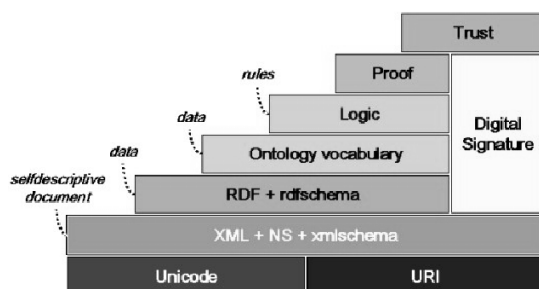 Trust
Proof
rules
Logic
Digital
Signature
data
Ontology vocabulary
data
RDF + rdfschema
selfdescriptive
document
XML + NS + xmlschema
Unicode
URI